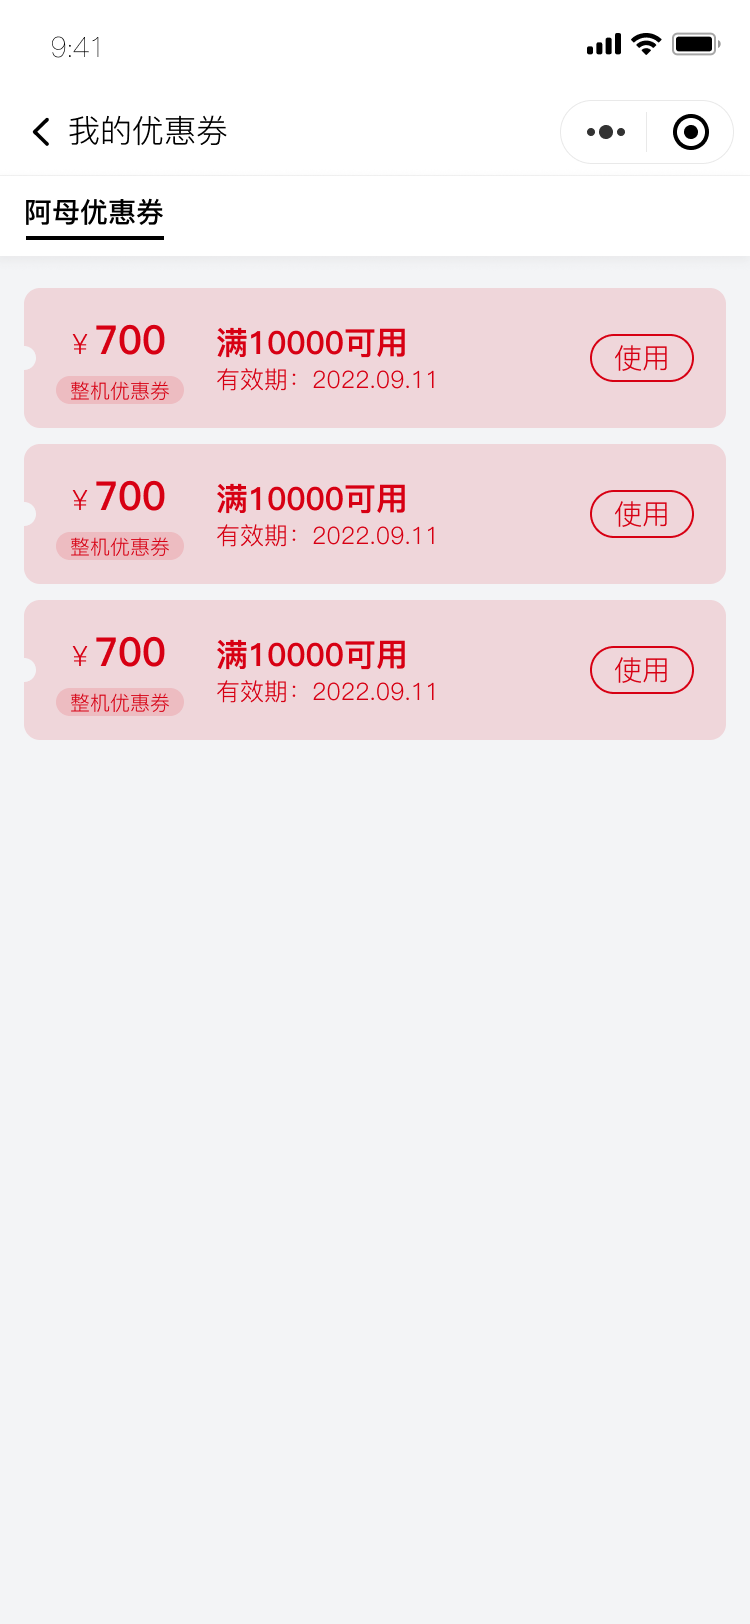 9:41
我的优惠券
阿母优惠券
¥ 700
满10000可用
有效期：2022.09.11
整机优惠券
使用
¥ 700
满10000可用
有效期：2022.09.11
整机优惠券
使用
¥ 700
满10000可用
有效期：2022.09.11
整机优惠券
使用